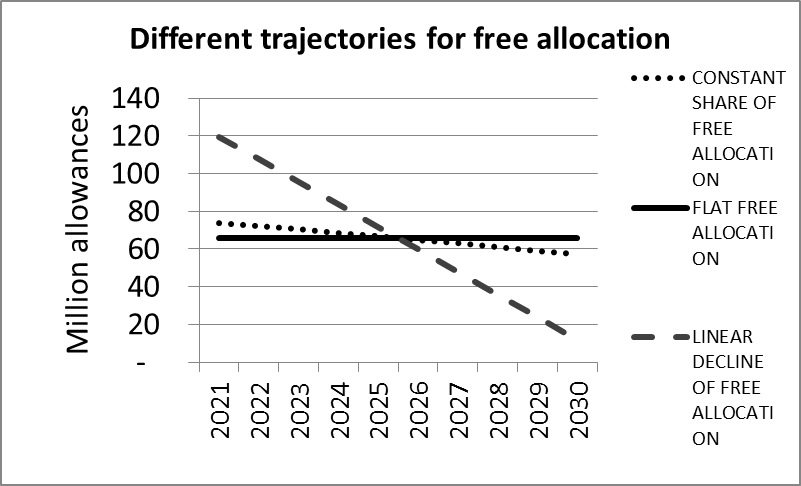 Different trajectories for free allocation
Million allowances
140
120
100
80
60
40
20
-
2021
2022
2023
2024
2025
2026
2027
2028
2029
2030
CONSTANT
SHARE OF
FREE
ALLOCATI
ON
FLAT FREE
ALLOCATI
ON
LINEAR
DECLINE
OF FREE
ALLOCATI
ON